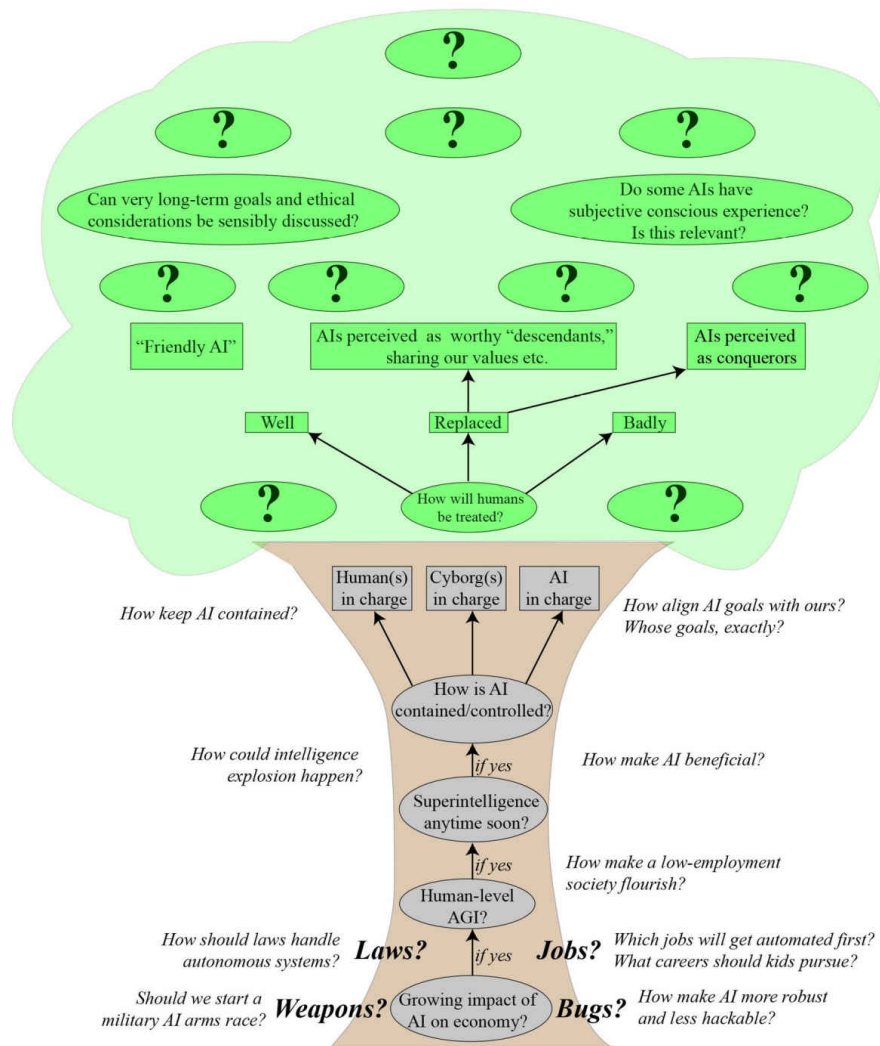 ?
?
?
?
Can very long-term goals and ethical
considerations be sensibly discussed?
Do some AIs have
subjective conscious experience?
Is this relevant?
?
?
?
?
“Friendly AI”
AIs perceived as worthy “descendants,”
sharing our values etc.
AIs perceived
as conquerors
Well
Replaced
Badly
?
How will humans
be treated?
?
Human(s)
in charge
Cyborg(s)
in charge
AI
in charge
How keep AI contained?
How align AI goals with ours?
Whose goals, exactly?
How is AI
contained/controlled?
How could intelligence
explosion happen?
if yes
How make AI beneficial?
Superintelligence
anytime soon?
if yes
How make a low-employment
society flourish?
Human-level
AGI?
How should laws handle
autonomous systems?
Laws?
if yes
Jobs?
Which jobs will get automated first?
What careers should kids pursue?
Should we start a
military AI arms race?
Weapons?
Growing impact of
AI on economy?
Bugs?
How make AI more robust
and less hackable?